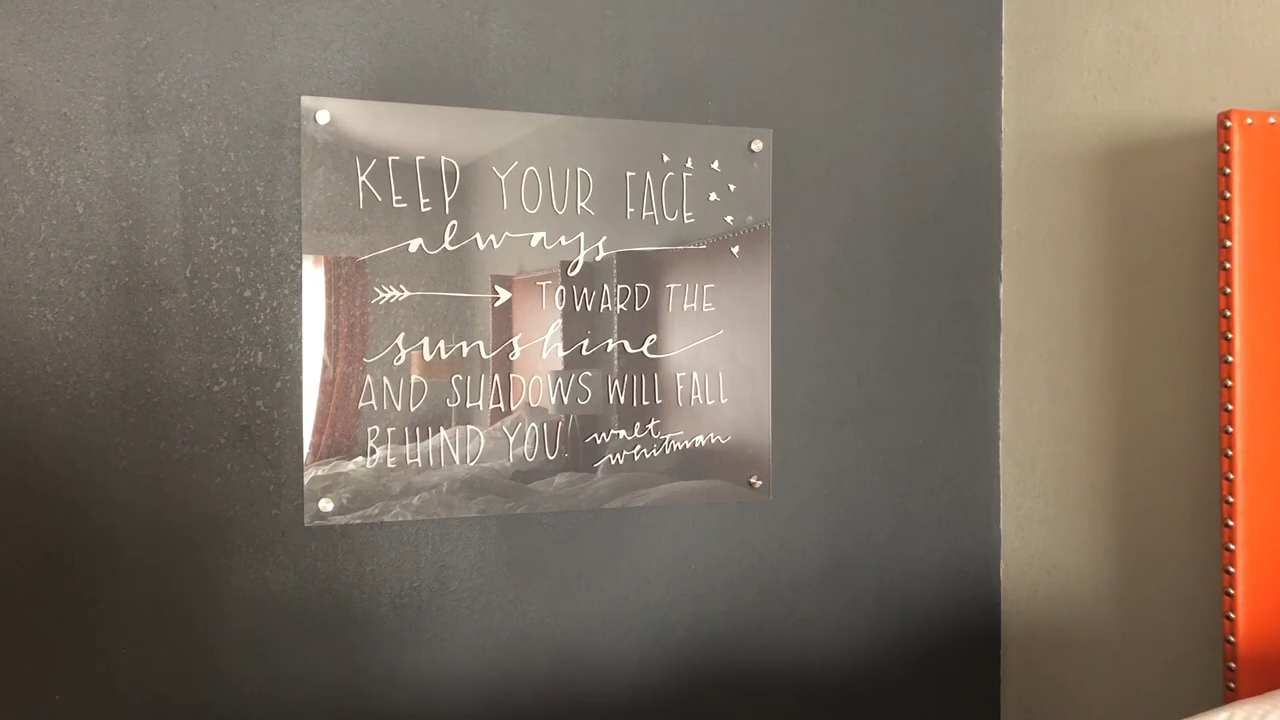 KEEP YOUR FACE
always
TOWARD THE
sunshine
AND SHADOWS WILL FALL
BEHIND YOU!
walt
whitman